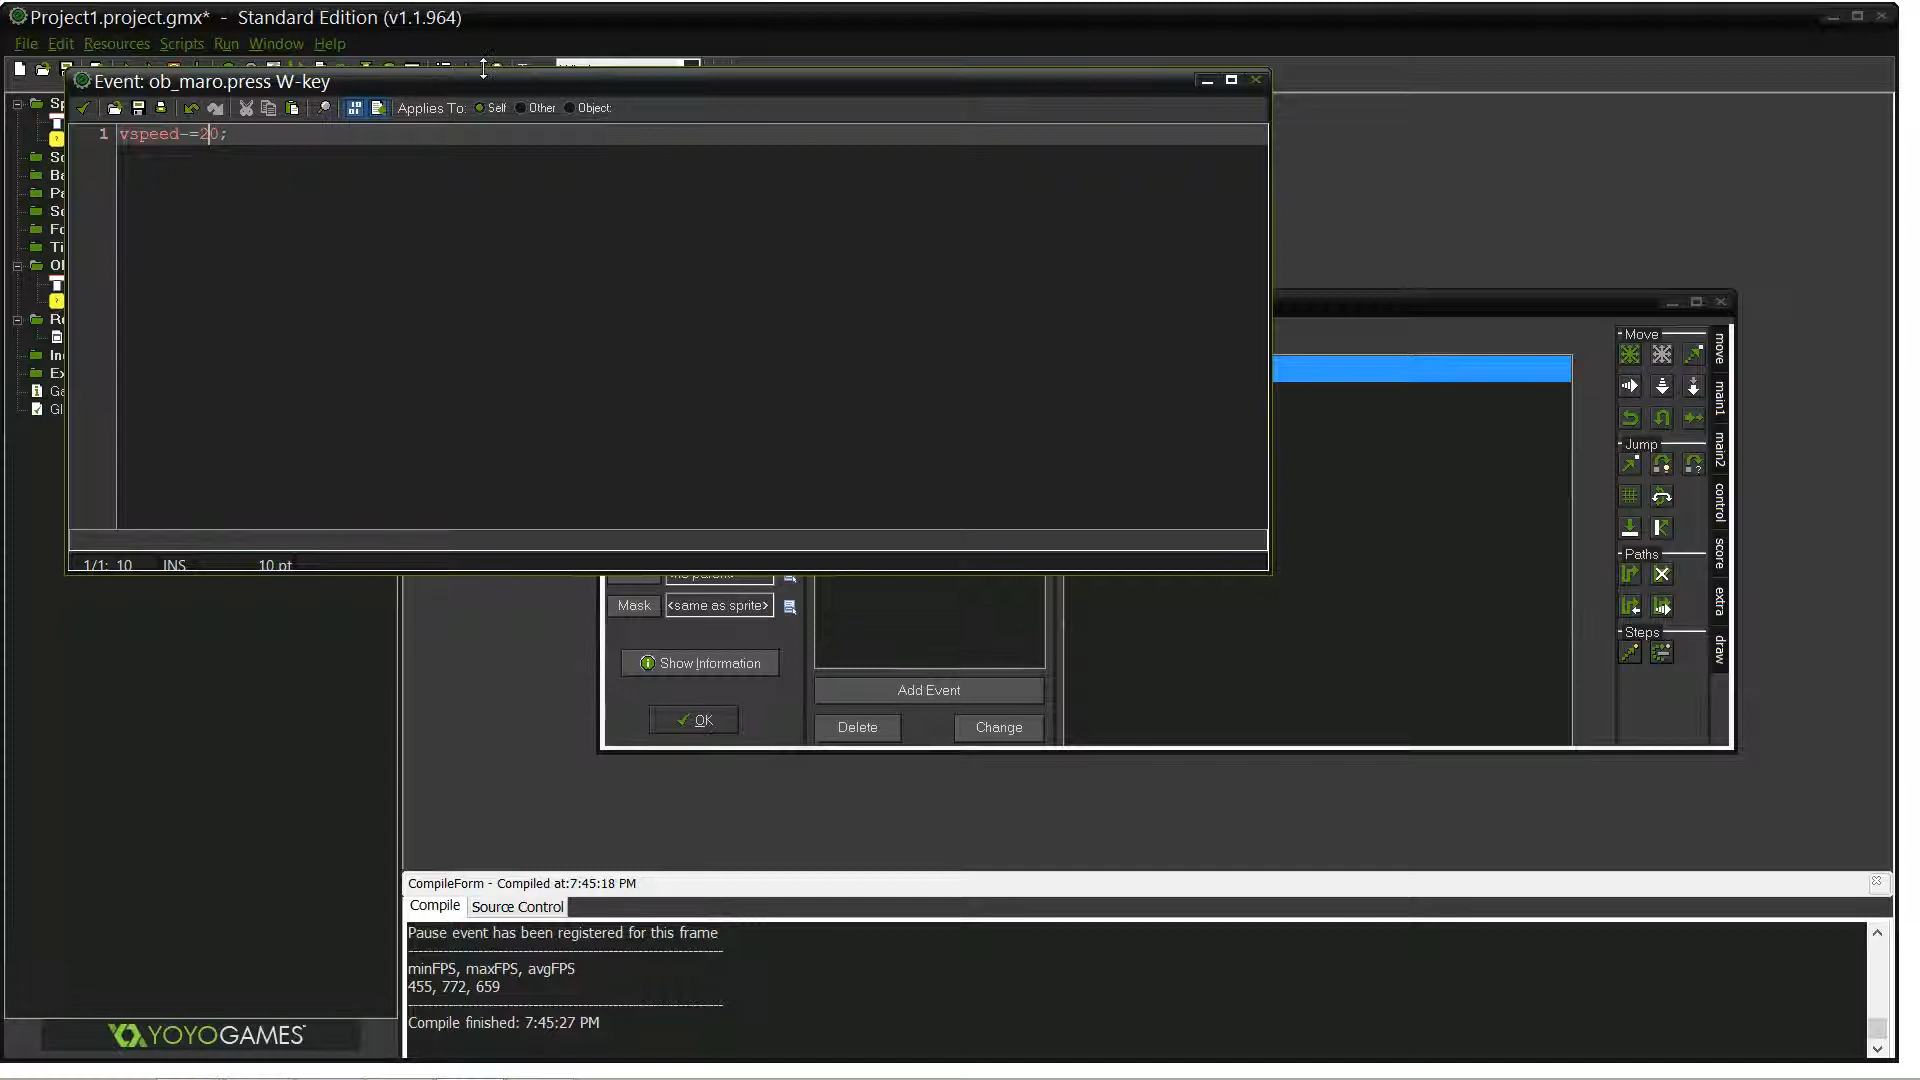 Project1.project.gmx* - Standard Edition (v1.1.964)
File Edit Resources Scripts Run Window Help
Event: ob_maro.press W-key
Applies To: Self Other Object:
1 vspeed-=20;
1/1: 10 INS 10 pt
Mask <same as sprite>
Show Information
OK
Add Event
Delete Change
Move
Jump
Paths
Steps
move
main1
main2
control
score
extra
draw
CompileForm - Compiled at:7:45:18 PM
Compile Source Control
Pause event has been registered for this frame
minFPS, maxFPS, avgFPS
455, 772, 659
Compile finished: 7:45:27 PM
YOYOGAMES